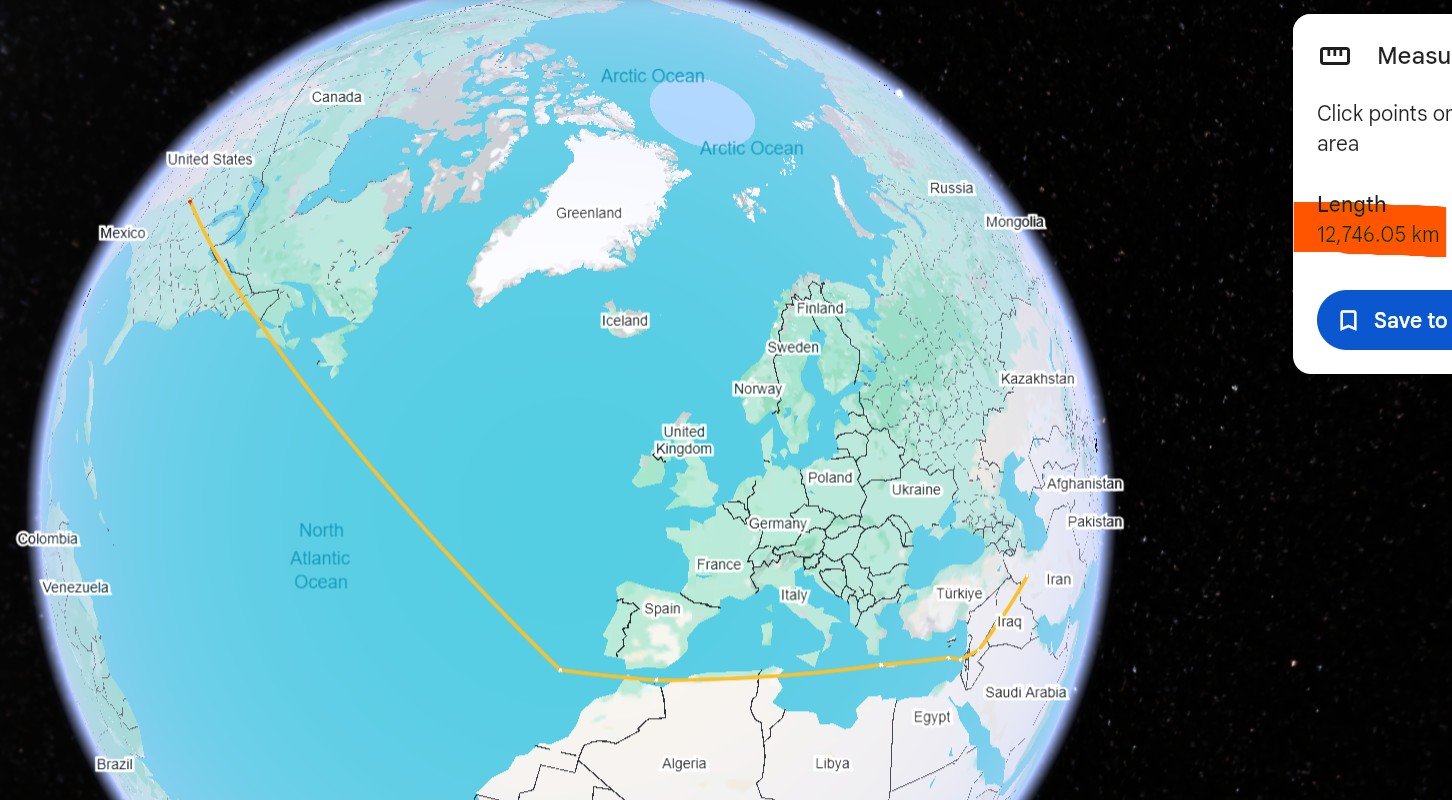 Arctic Ocean
Canada
Arctic Ocean
United States
Russia
Greenland
Mongolia
Mexico
Finland
Iceland
Sweden
Kazakhstan
Norway
United
Kingdom
Poland
Afghanistan
Ukraine
Pakistan
Germany
North
Atlantic
Ocean
Colombia
France
Iran
Venezuela
Italy
Türkiye
Spain
Iraq
Saudi Arabia
Egypt
Brazil
Algeria
Libya
Measu
Click points or
area
Length
12,746.05 km
Save to